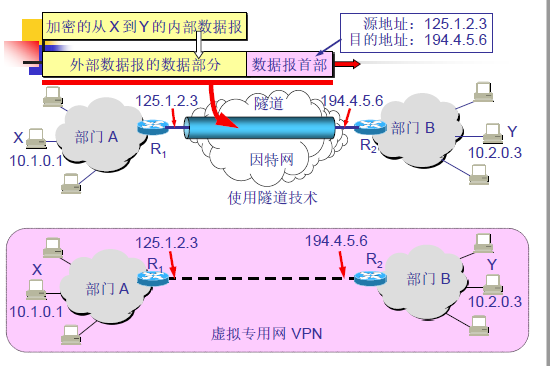 加密的从 X 到 Y 的内部数据报
外部数据报的数据部分
数据报首部
源地址：125.1.2.3
目的地址：194.4.5.6
125.1.2.3
隧道
194.4.5.6
X
部门 A
R1
因特网
R2
部门 B
Y
10.1.0.1
10.2.0.3
使用隧道技术
125.1.2.3
194.4.5.6
X
R1
R2
Y
部门 A
部门 B
10.1.0.1
10.2.0.3
虚拟专用网 VPN